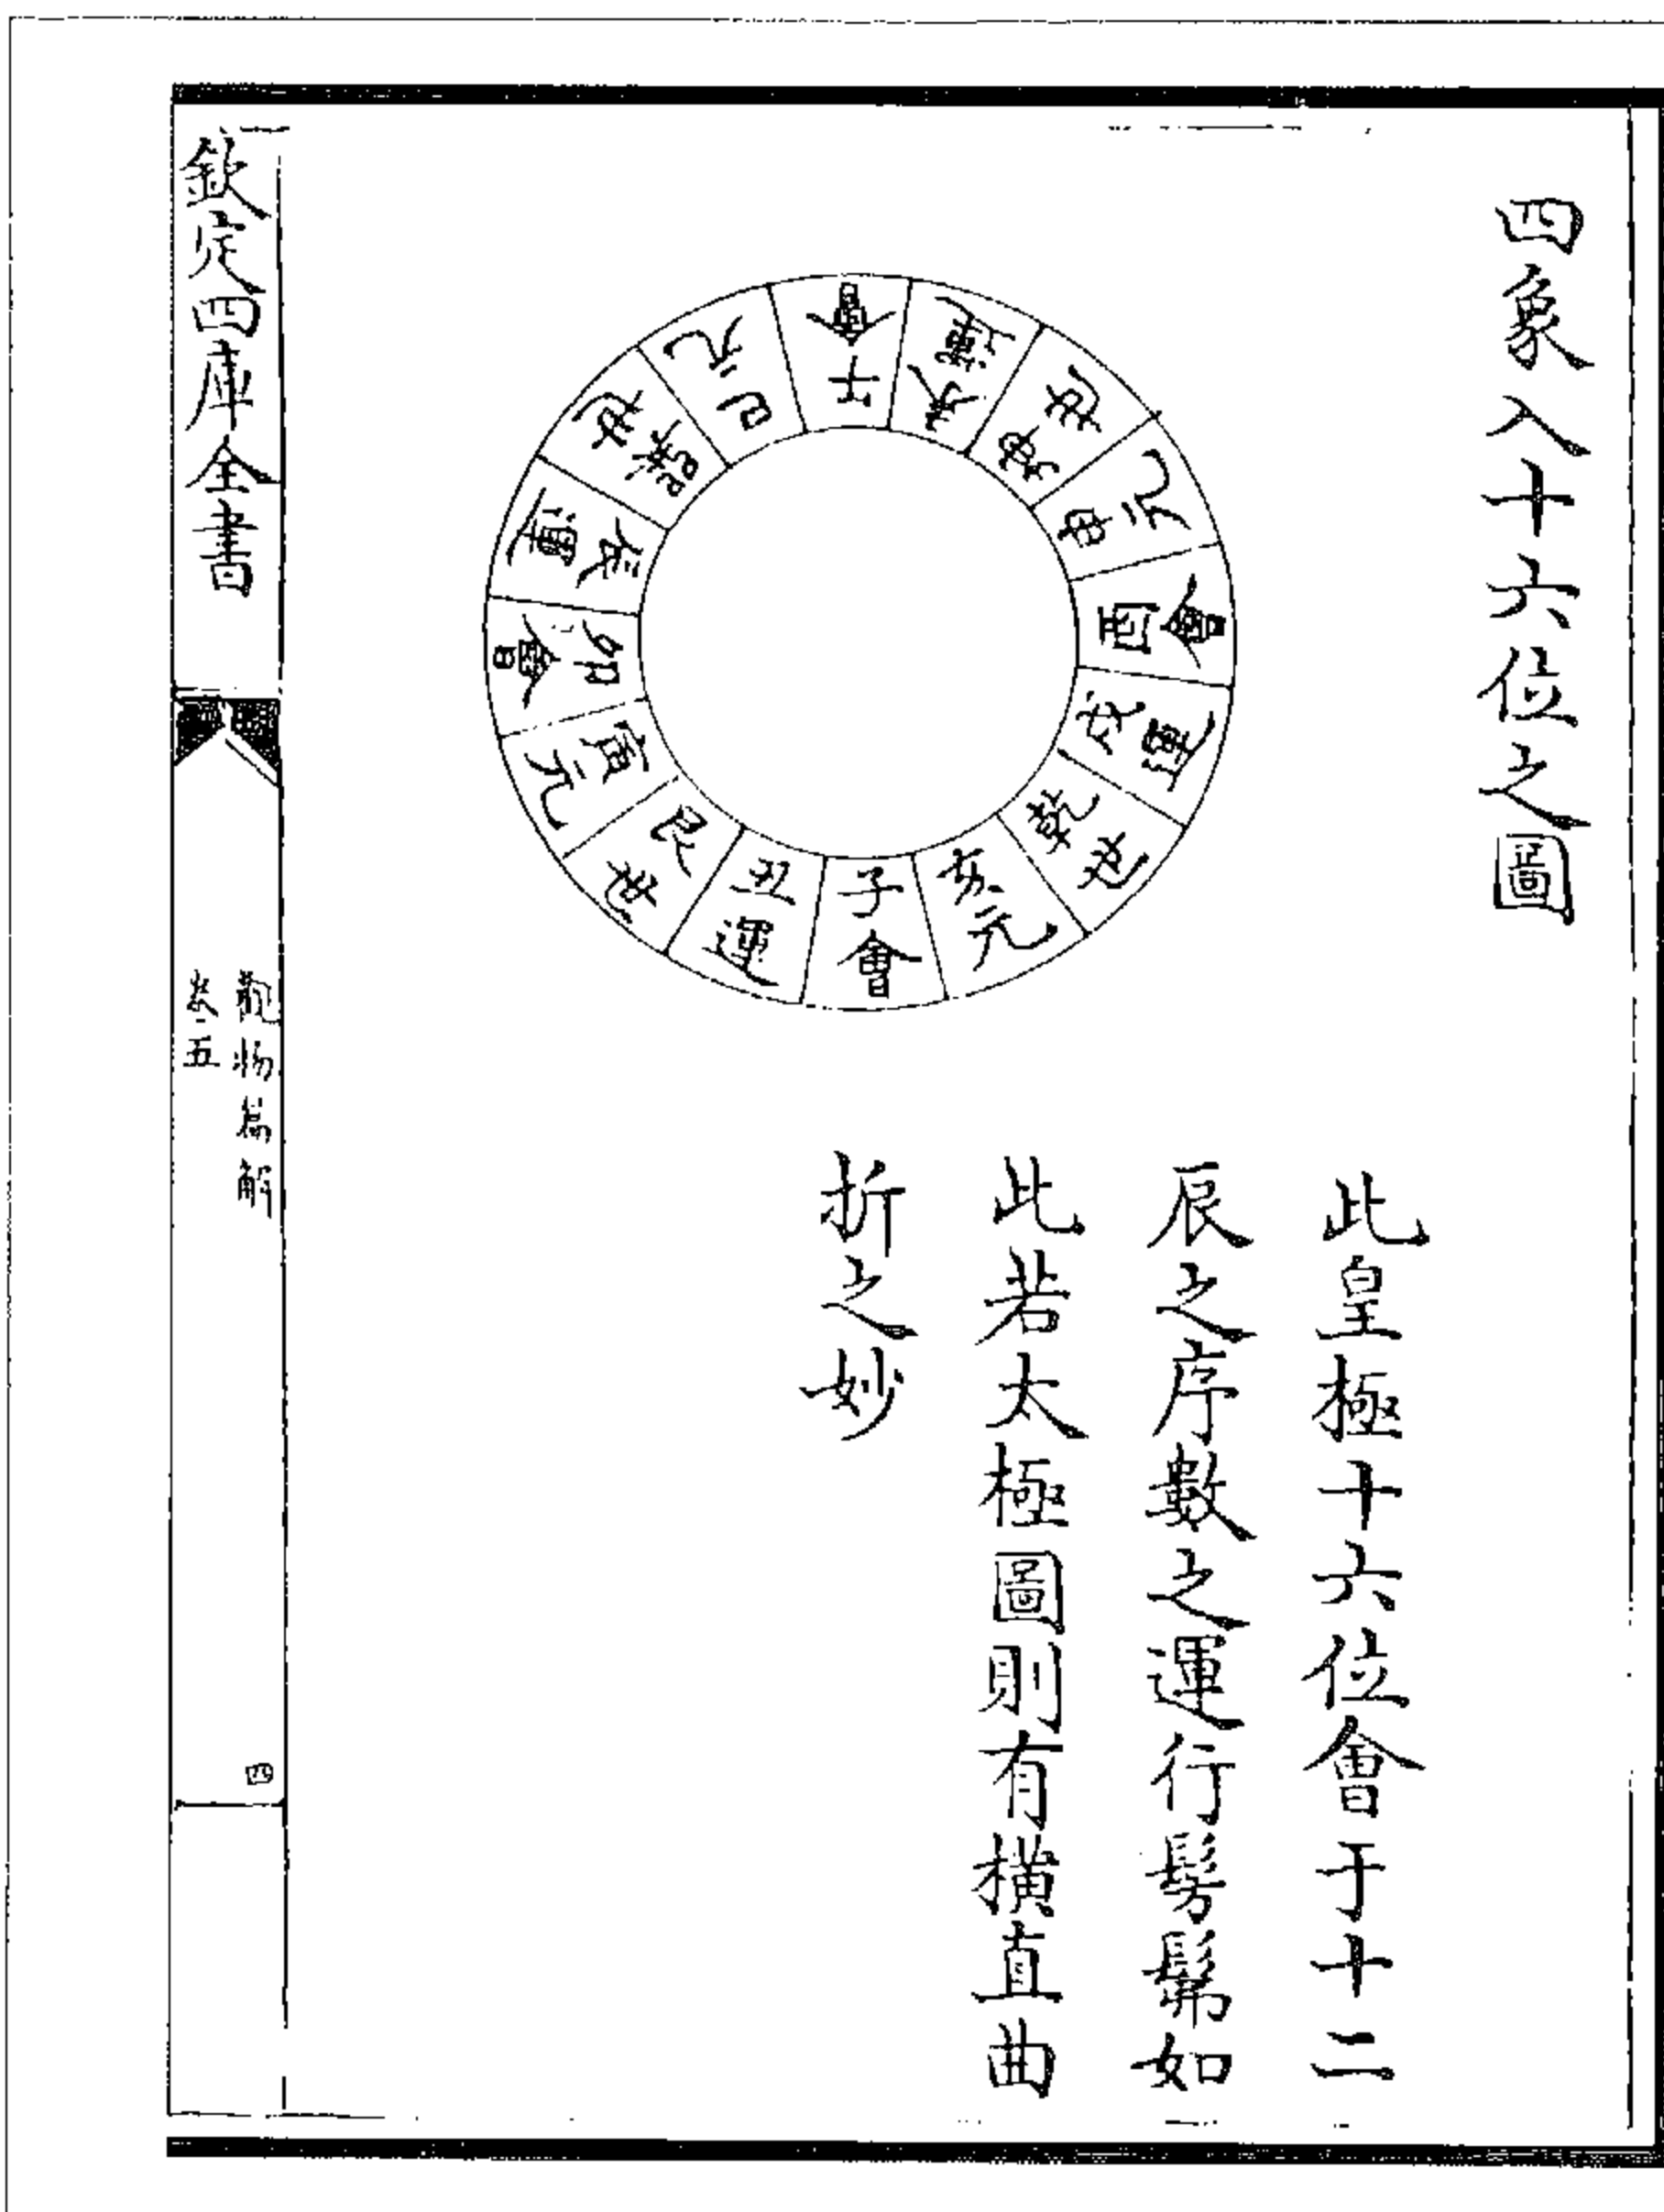 四象入十六位之圖
子會
丑運
艮世
寅元
卯會
辰運
巽世
巳元
午會
未運
坤世
申元
酉會
戌運
乾世
亥元
此皇極十六位會于十二
辰之序數之運行髣髴如
此若太極圖則有橫直曲
折之妙
欽定四庫全書
觀物篇解
卷五
四